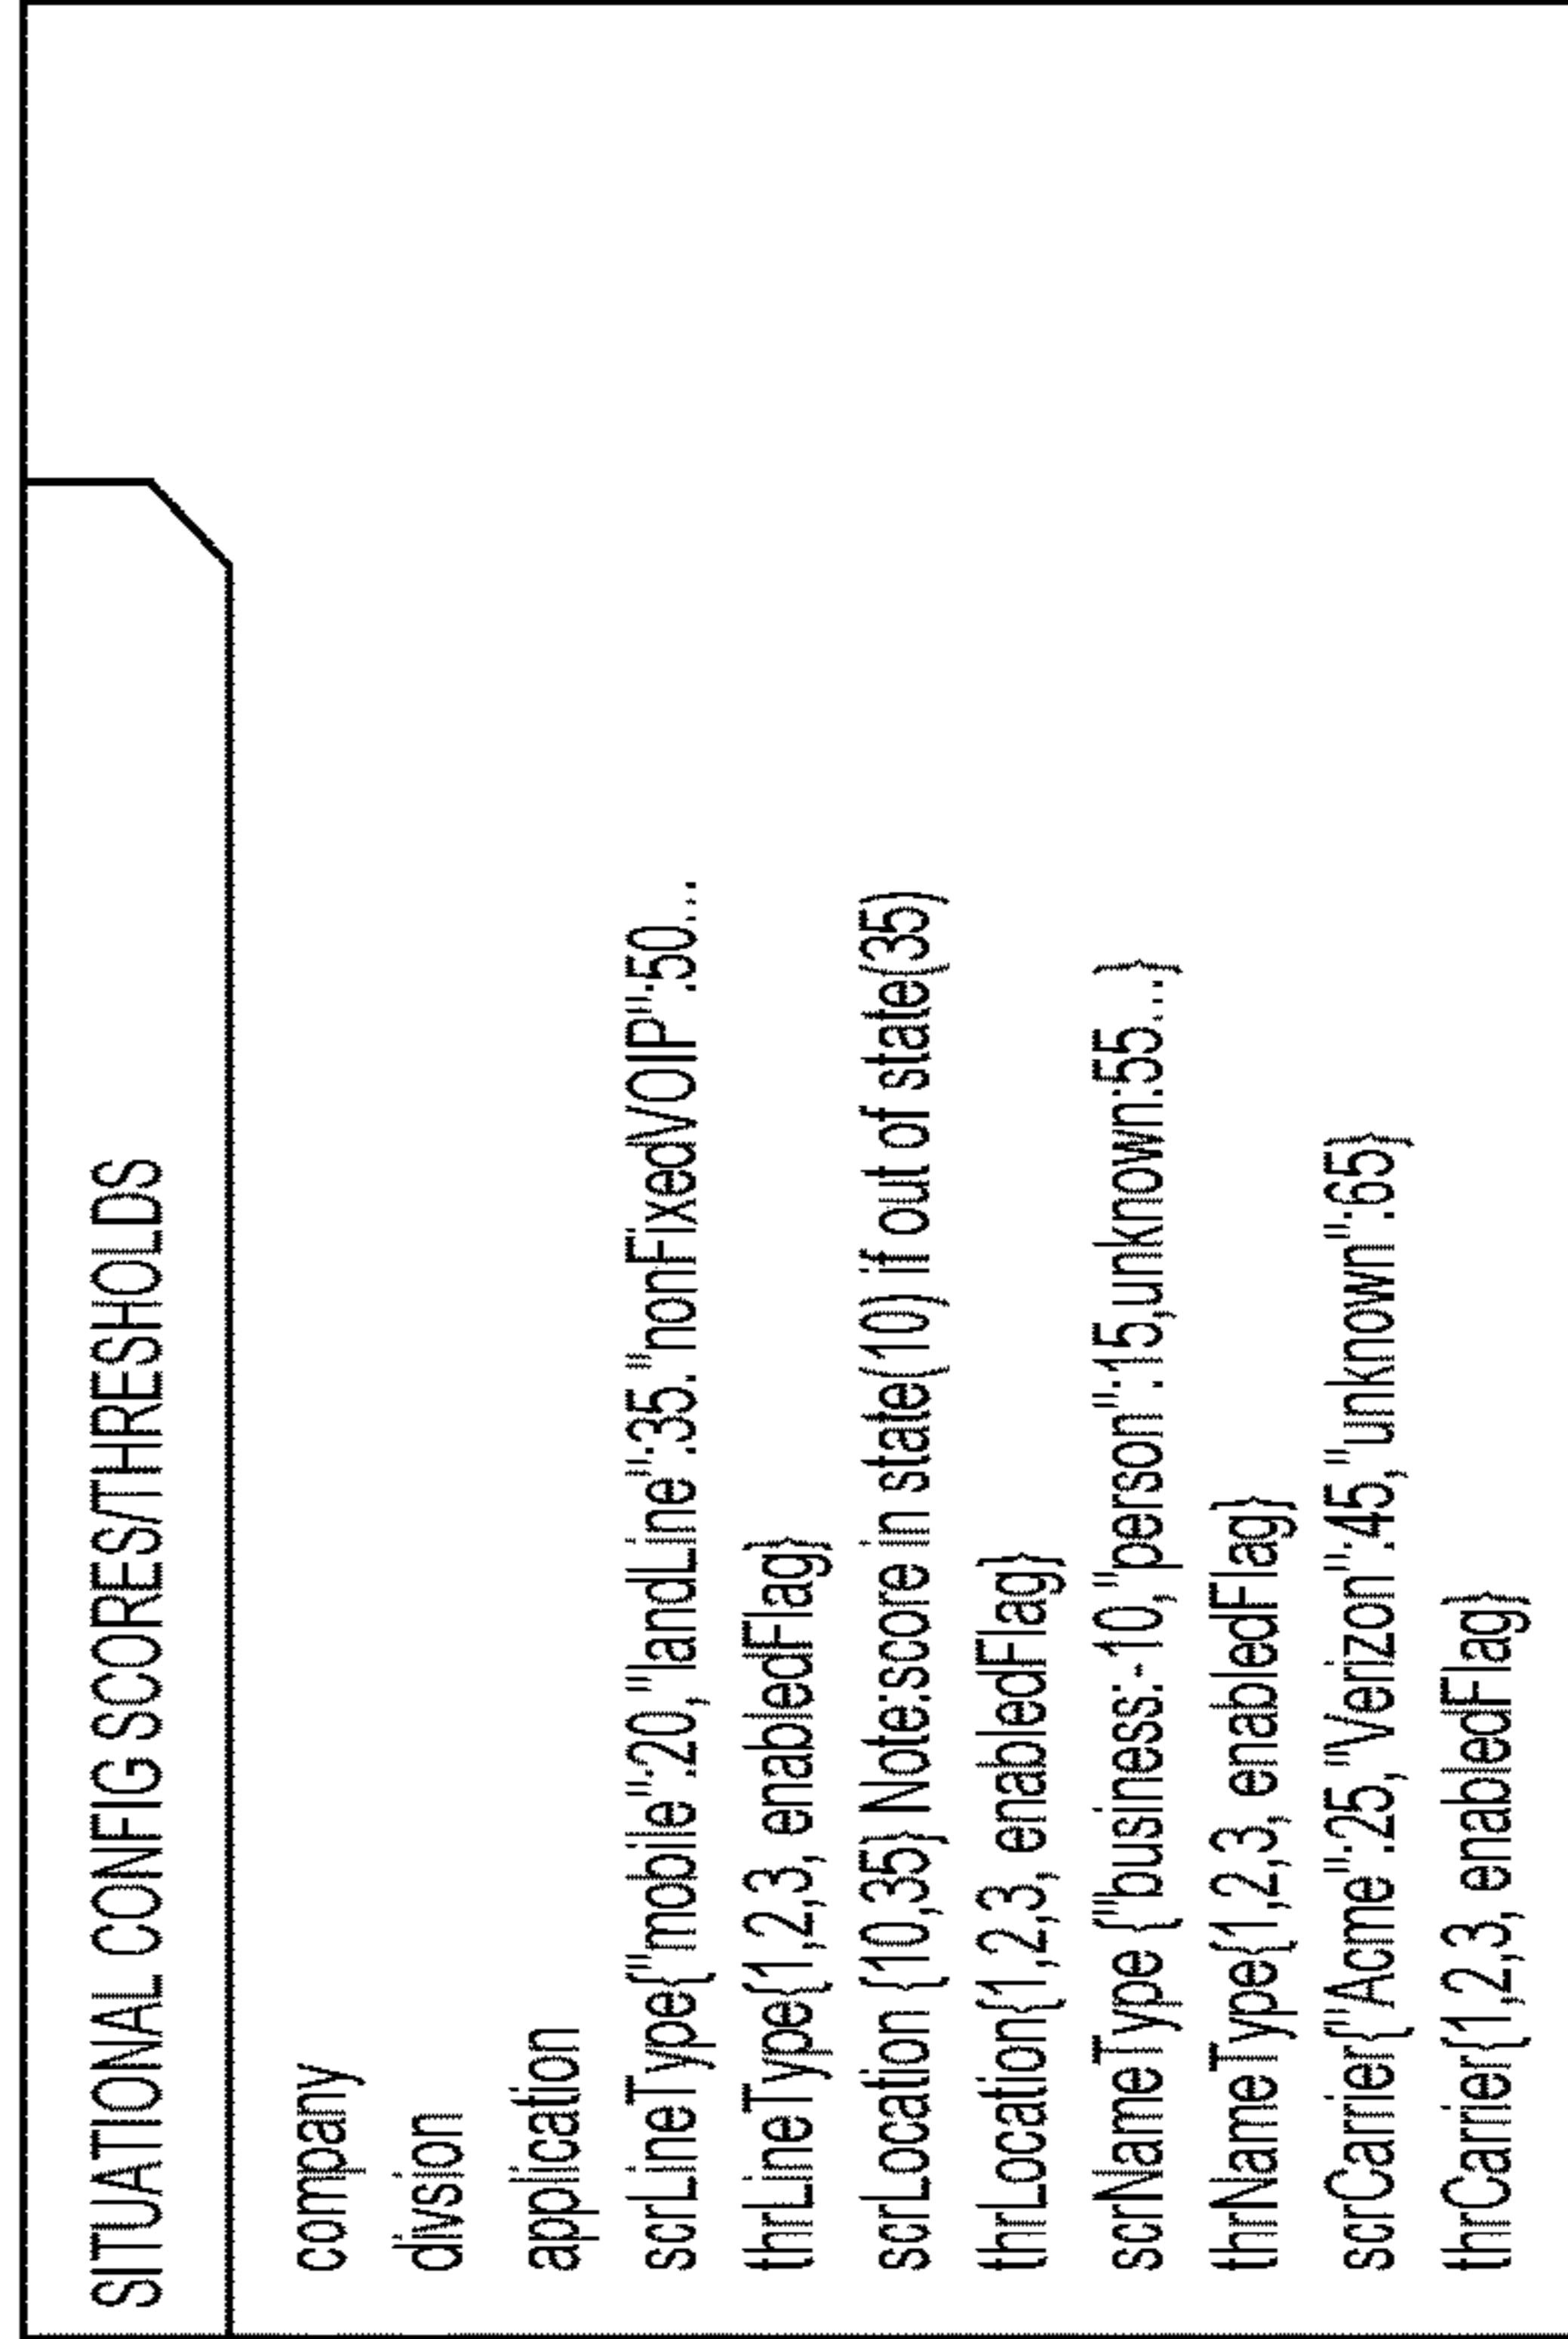 SITUATIONAL CONFIG SCORES/THRESHOLDS
company
divsion
application
scrLineType{"mobile":20,"landLine":35."nonFixedVOIP":50...
thrLineType{1,2,3, enabledFlag}
scrLocation {10,35} Note:score in state(10) if out of state(35)
thrLocation{1,2,3, enabledFlag}
scrNameType {"business:-10,"person":15,unknown:55...}
thrNameType{1,2,3, enabledFlag}
scrCarrier{"Acme":25,"Verizon":45,"unknown":65}
thrCarrier{1,2,3, enabledFlag}